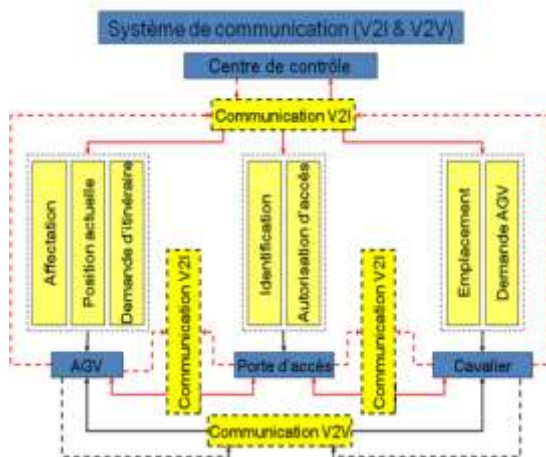 Système de communication (V2I & V2V)
Centre de contrôle
Communication V2I
Affectation
Position actuelle
Demande d'itinéraire
Identification
Autorisation d'accès
Emplacement
Demande AGV
Communication V2I
Communication V2I
AGV
Porte d'accès
Cavalier
Communication V2V